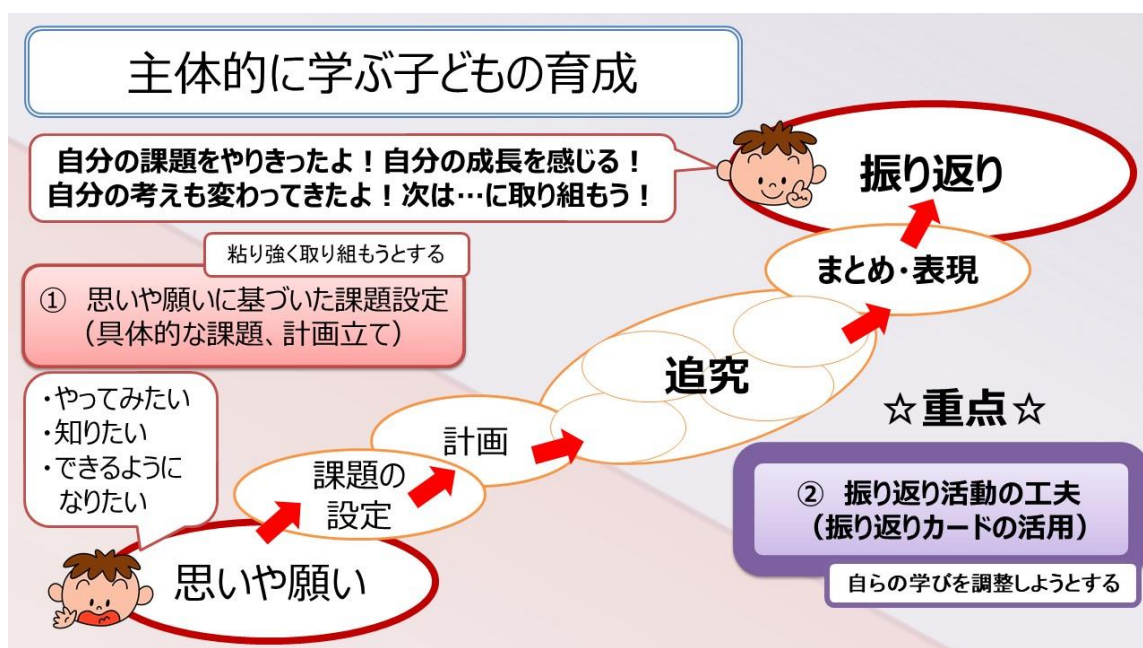 主体的に学ぶ子どもの育成
自分の課題をやりきったよ!自分の成長を感じる!
自分の考えも変わってきたよ!次は…に取り組もう!
振り返り
粘り強く取り組もうとする
① 思いや願いに基づいた課題設定
(具体的な課題、計画立て)
まとめ・表現
追究
・やってみたい
・知りたい
・できるように
なりたい
計画
課題の
設定
思いや願い
☆重点☆
② 振り返り活動の工夫
(振り返りカードの活用)
自らの学びを調整しようとする